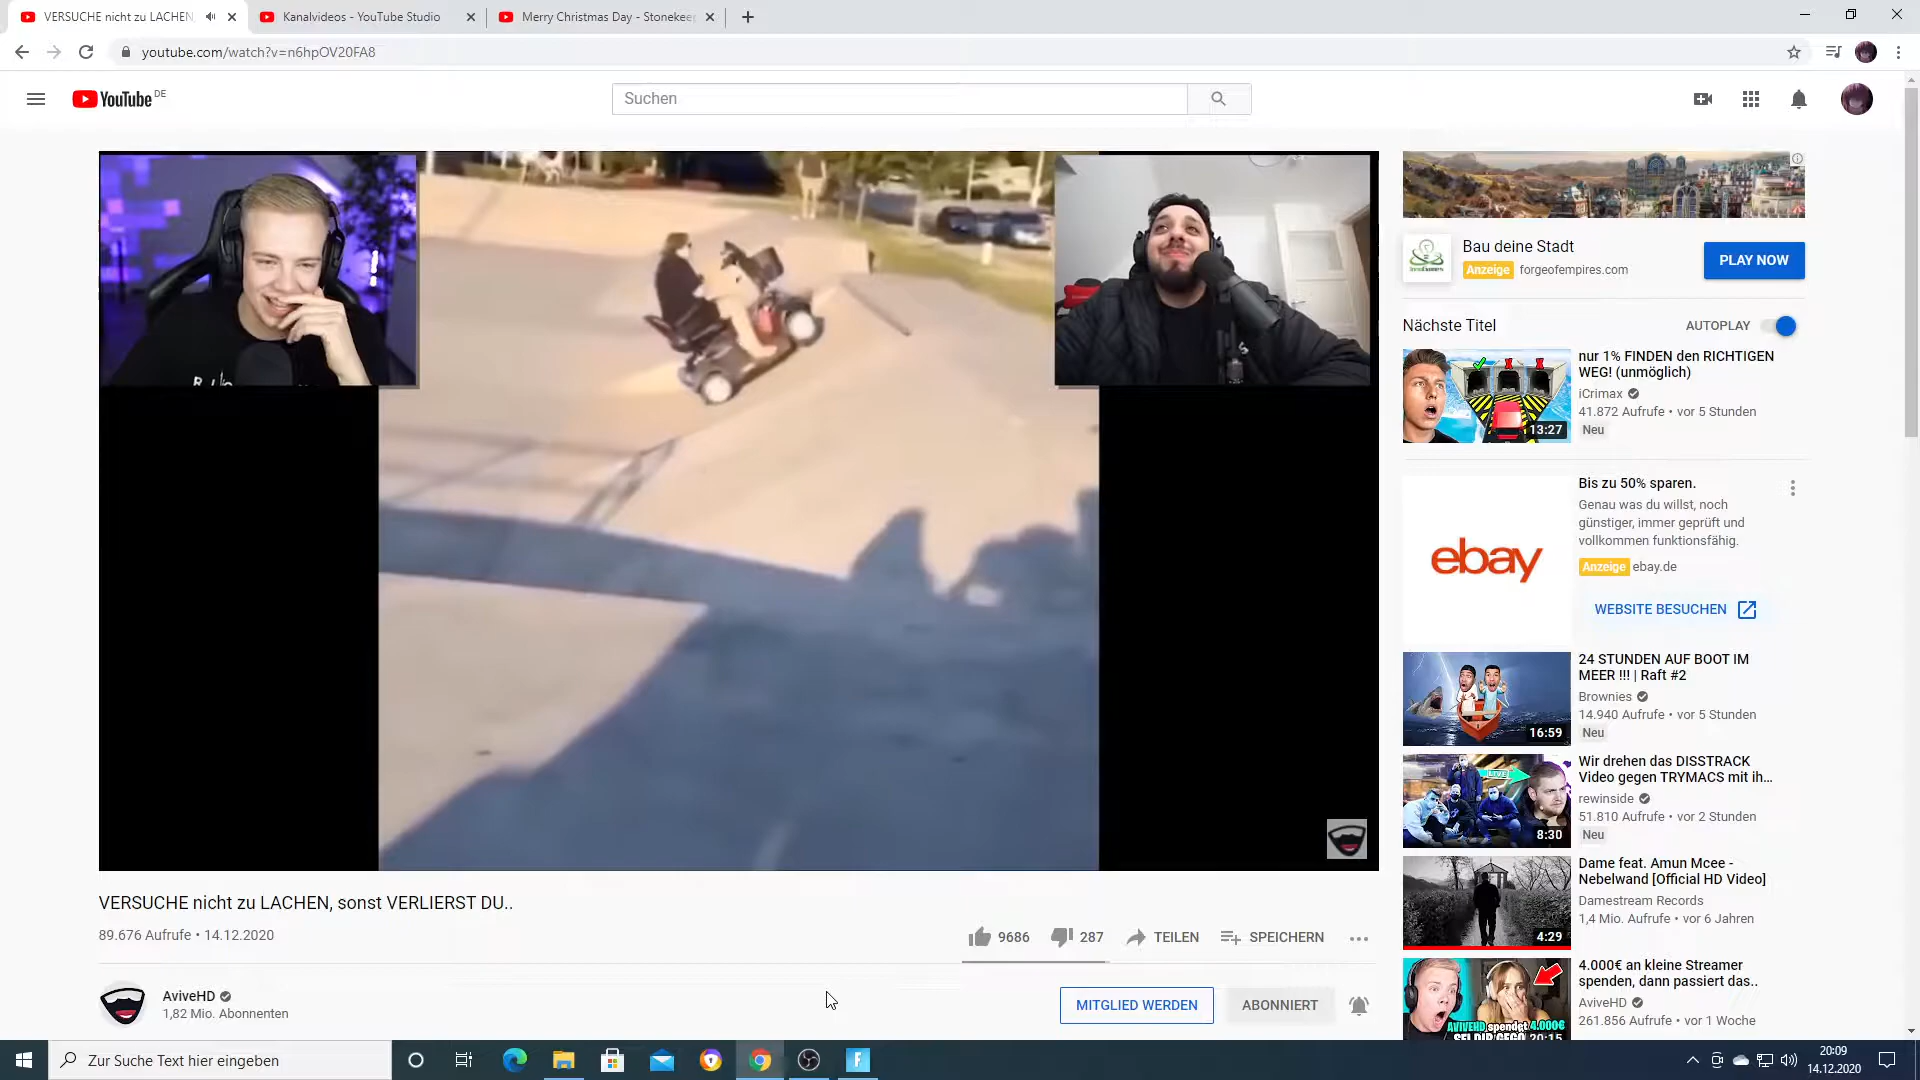 VERSUCHE nicht zu LACHEN
Kanalvideos - YouTube Studio
Merry Christmas Day - Stonekee
youtube.com/watch?v=n6hpOV20FA8
YouTube DE
Suchen
Bau deine Stadt
Anzeige forgeofempires.com
PLAY NOW
Nächste Titel
AUTOPLAY
nur 1% FINDEN den RICHTIGEN
WEG! (unmöglich)
iCrimax
41.872 Aufrufe • vor 5 Stunden
Neu
13:27
Bis zu 50% sparen.
Genau was du willst, noch
günstiger, immer geprüft und
vollkommen funktionsfähig.
Anzeige ebay.de
WEBSITE BESUCHEN
ebay
24 STUNDEN AUF BOOT IM
MEER !!! | Raft #2
Brownies
14.940 Aufrufe • vor 5 Stunden
Neu
16:59
Wir drehen das DISSTRACK
Video gegen TRYMACS mit ih...
rewinside
51.810 Aufrufe • vor 2 Stunden
Neu
LIVE
8:30
Dame feat. Amun Mcee -
Nebelwand [Official HD Video]
Damestream Records
1,4 Mio. Aufrufe • vor 6 Jahren
4:29
4.000€ an kleine Streamer
spenden, dann passiert das..
AviveHD
261.856 Aufrufe • vor 1 Woche
AVIVEHD spendet 4.000€
20:15
VERSUCHE nicht zu LACHEN, sonst VERLIERST DU..
89.676 Aufrufe • 14.12.2020
9686
287
TEILEN
SPEICHERN
AviveHD
1,82 Mio. Abonnenten
MITGLIED WERDEN
ABONNIERT
Zur Suche Text hier eingeben
20:09
14.12.2020